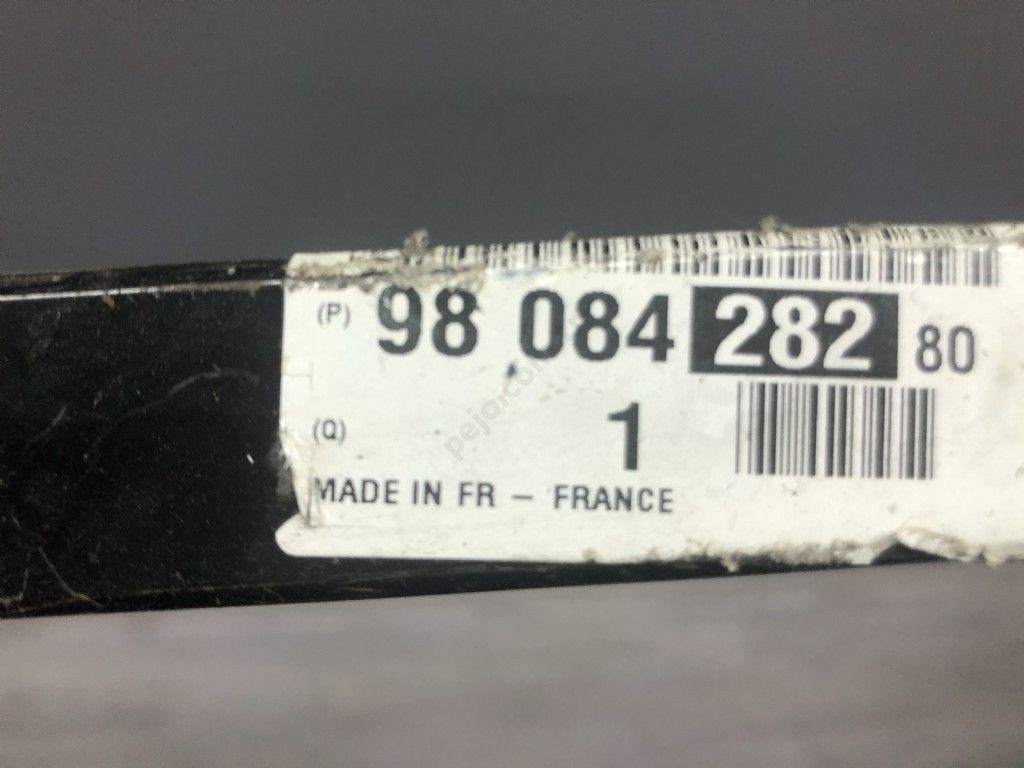 (P) 98 084 282 80
(Q) 1
MADE IN FR – FRANCE